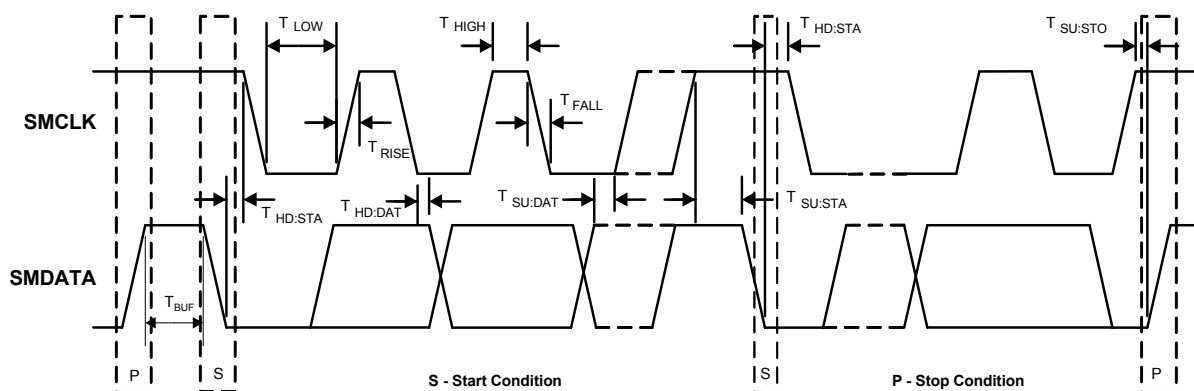 T LOW
T HIGH
T HD:STA
T SU:STO
SMCLK
T FALL
T RISE
T HD:STA
T HD:DAT
T SU:DAT
T SU:STA
SMDATA
TBUF
P
S
S - Start Condition
S
P - Stop Condition
P